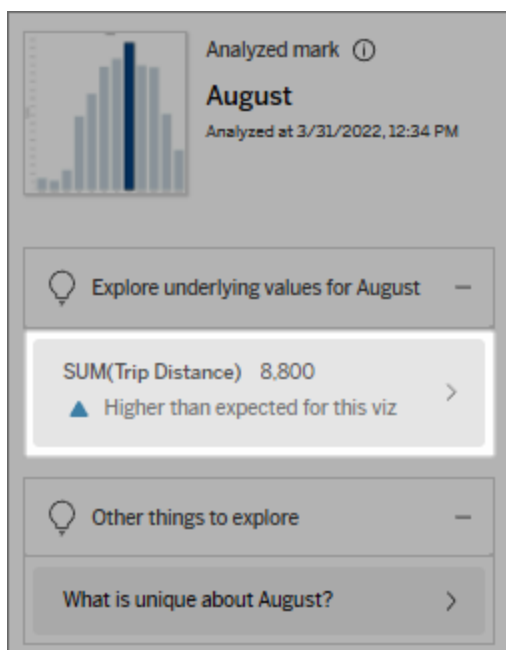 Analyzed mark ⓘ
August
Analyzed at 3/31/2022, 12:34 PM
Explore underlying values for August
SUM(Trip Distance) 8,800
Higher than expected for this viz
Other things to explore
What is unique about August?